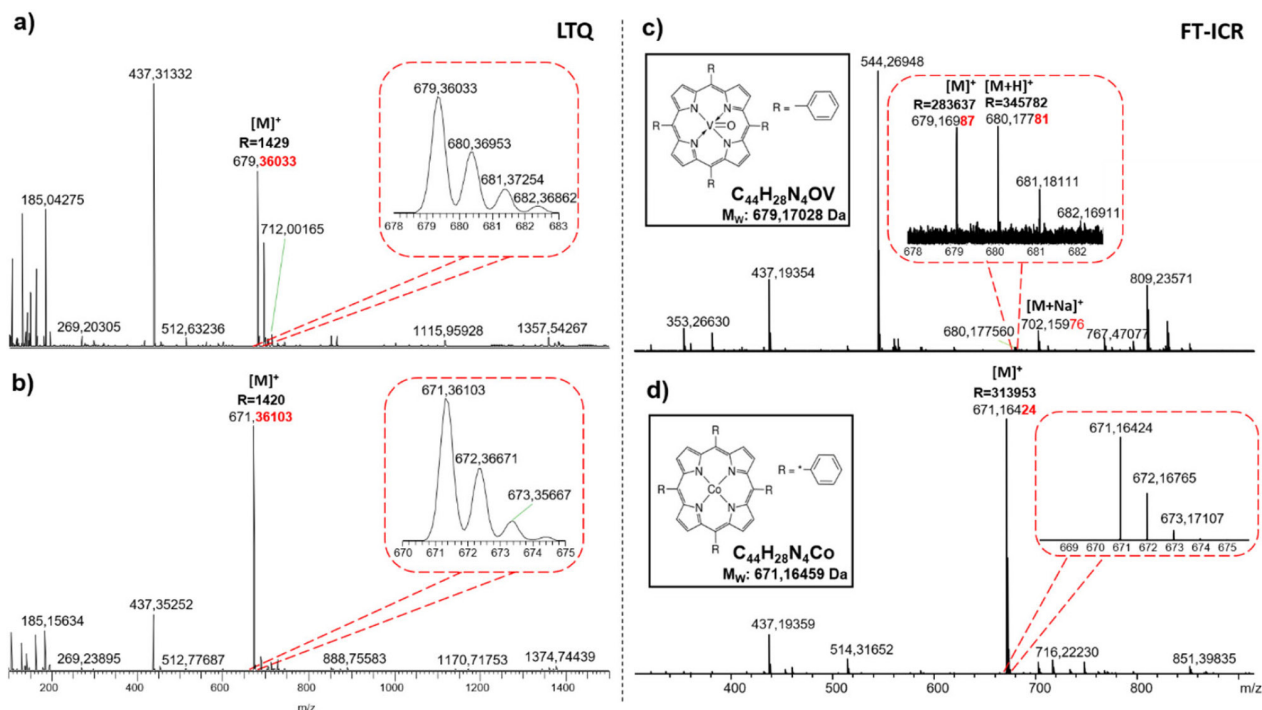 a)
LTQ
437,31332
[M]⁺
R=1429
679,36033
185,04275
712,00165
269,20305
512,63236
1115,95928
1357,54267
679,36033
680,36953
681,37254
682,36862
678 679 680 681 682 683
b)
[M]⁺
R=1420
671,36103
437,35252
185,15634
269,23895
512,77687
888,75583
1170,71753
1374,74439
671,36103
672,36671
673,35667
670 671 672 673 674 675
200 400 600 800 1000 1200 1400
m/z
c)
FT-ICR
R
R
R
R
N
N
N
N
V
O
R =
C₄₄H₂₈N₄OV
M_W: 679,17028 Da
544,26948
[M]⁺
R=283637
679,16987
[M+H]⁺
R=345782
680,17781
681,18111
682,16911
678 679 680 681 682
437,19354
353,26630
680,177560
[M+Na]⁺
702,15976
767,47077
809,23571
d)
R
R
R
R
N
N
N
N
Co
R = *
C₄₄H₂₈N₄Co
M_W: 671,16459 Da
[M]⁺
R=313953
671,16424
671,16424
672,16765
673,17107
669 670 671 672 673 674 675
437,19359
514,31652
716,22230
851,39835
400 600 700 800 m/z